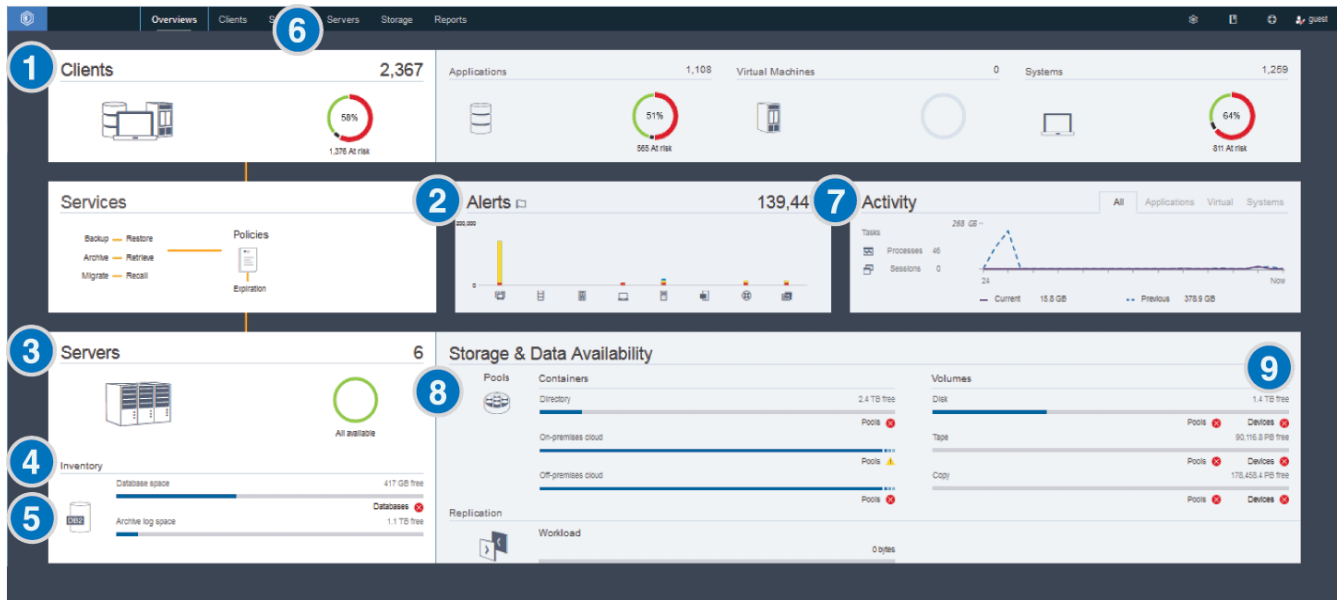 Overviews Clients S Servers Storage Reports guest
6
1 Clients 2,367
Applications 1,108
Virtual Machines 0
Systems 1,259
58%
1,376 At risk
51%
565 At risk
64%
811 At risk
Services
Backup Restore
Archive Retrieve
Migrate Recall
Policies
Expiration
2 Alerts 139,44
200,000
0
7 Activity
All Applications Virtual Systems
Tasks
Processes 46
Sessions 0
268 GB
24 Now
Current 15.8 GB Previous 378.9 GB
3 Servers 6
All available
4 Inventory
Database space 417 GB free
Databases
5
DB2
Archive log space 1.1 TB free
Storage & Data Availability
8 Pools
Containers
Directory 2.4 TB free
Pools
On-premises cloud
Pools
Off-premises cloud
Pools
9
Volumes
Disk 1.4 TB free
Pools Devices
Tape 90,116.8 PB free
Pools Devices
Copy 178,458.4 PB free
Pools Devices
Replication
Workload
0 bytes